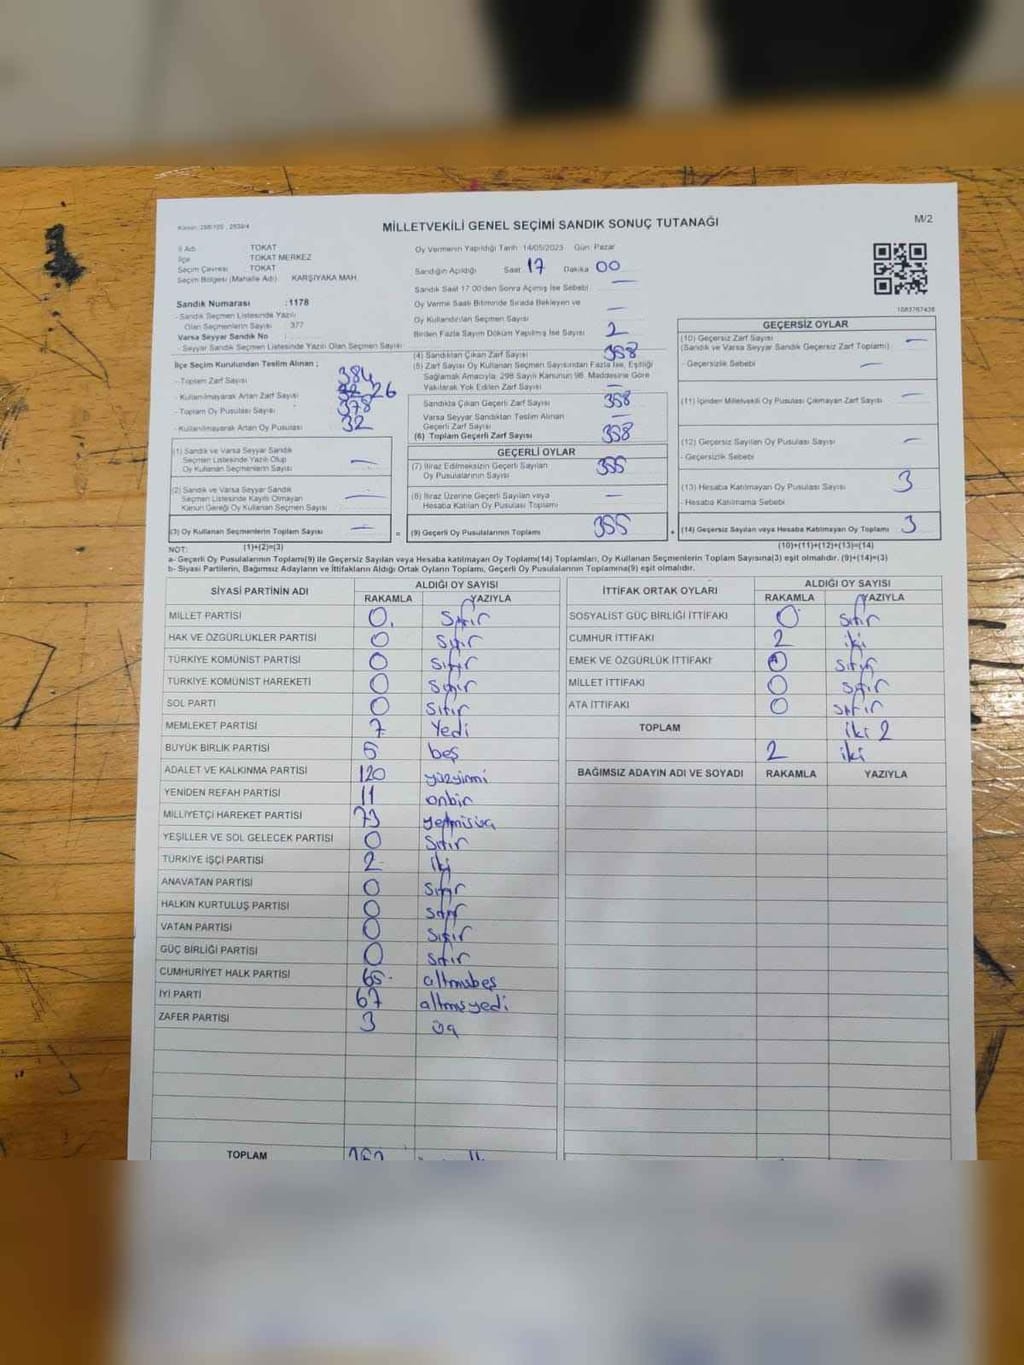 MİLLETVEKİLİ GENEL SEÇİMİ SANDIK SONUÇ TUTANAĞI
M/2
İl Adı TOKAT
İlçe TOKAT MERKEZ
Seçim Çevresi TOKAT
Seçim Bölgesi (Mahalle Adı) KARŞIYAKA MAH.
Sandık Numarası :1178
- Sandık Seçmen Listesinde Yazılı
Olan Seçmenlerin Sayısı : 377
Varsa Seyyar Sandık No
- Seyyar Sandık Seçmen Listesinde Yazılı Olan Seçmen Sayısı
İlçe Seçim Kurulundan Teslim Alınan ;
- Toplam Zarf Sayısı 384
- Kullanılmayarak Artan Zarf Sayısı 26
- Toplam Oy Pusulası Sayısı 378
- Kullanılmayarak Artan Oy Pusulası 32
(1) Sandık ve Varsa Seyyar Sandık
Seçmen Listesinde Yazılı Olup
Oy Kullanan Seçmenlerin Sayısı —
(2) Sandık ve Varsa Seyyar Sandık
Seçmen Listesinde Kayıtlı Olmayan
Kanun Gereği Oy Kullanan Seçmenlerin Sayısı —
(3) Oy Kullanan Seçmenlerin Toplam Sayısı —
Oy Vermenin Yapıldığı Tarih 14/05/2023 Gün: Pazar
Sandığın Açıldığı Saat 17 Dakika 00
Sandık Saat 17.00'den Sonra Açılmış İse Sebebi —
Oy Verme Saati Bitiminde Sırada Bekleyen ve
Oy Kullandırılan Seçmen Sayısı —
Birden Fazla Sayım Döküm Yapılmış İse Sayısı 2
(4) Sandıktan Çıkan Zarf Sayısı 358
(5) Zarf Sayısı Oy Kullanan Seçmen Sayısından Fazla İse, Eşitliği
Sağlamak Amacıyla, 298 Sayılı Kanunun 98. Maddesine Göre
Yakılarak Yok Edilen Zarf Sayısı —
Sandıkta Çıkan Geçerli Zarf Sayısı 358
Varsa Seyyar Sandıktan Teslim Alınan
Geçerli Zarf Sayısı —
(6) Toplam Geçerli Zarf Sayısı 358
GEÇERLİ OYLAR
(7) İtiraz Edilmeksizin Geçerli Sayılan
Oy Pusulalarının Sayısı 355
(8) İtiraz Üzerine Geçerli Sayılan veya
Hesaba Katılan Oy Pusulası Toplamı —
= (9) Geçerli Oy Pusulalarının Toplamı 355
1083767438
GEÇERSİZ OYLAR
(10) Geçersiz Zarf Sayısı
(Sandık ve Varsa Seyyar Sandık Geçersiz Zarf Toplamı) —
- Geçersizlik Sebebi —
(11) İçinden Milletvekili Oy Pusulası Çıkmayan Zarf Sayısı —
(12) Geçersiz Sayılan Oy Pusulası Sayısı —
- Geçersizlik Sebebi
(13) Hesaba Katılmayan Oy Pusulası Sayısı 3
- Hesaba Katılmama Sebebi
+ (14) Geçersiz Sayılan veya Hesaba Katılmayan Oy Toplamı 3
NOT: (1)+(2)=(3) (10)+(11)+(12)+(13)=(14)
a- Geçerli Oy Pusulalarının Toplamı(9) ile Geçersiz Sayılan veya Hesaba katılmayan Oy Toplamı(14) Toplamları, Oy Kullanan Seçmenlerin Toplam Sayısına(3) eşit olmalıdır. (9)+(14)=(3)
b- Siyasi Partilerin, Bağımsız Adayların ve İttifakların Aldığı Ortak Oyların Toplamı, Geçerli Oy Pusulalarının Toplamına(9) eşit olmalıdır.
SİYASİ PARTİNİN ADI ALDIĞI OY SAYISI
RAKAMLA YAZIYLA
MİLLET PARTİSİ 0. Sıfır
HAK VE ÖZGÜRLÜKLER PARTİSİ 0 Sıfır
TÜRKİYE KOMÜNİST PARTİSİ 0 Sıfır
TÜRKİYE KOMÜNİST HAREKETİ 0 Sıfır
SOL PARTİ 0 Sıfır
MEMLEKET PARTİSİ 7 Yedi
BÜYÜK BİRLİK PARTİSİ 5 beş
ADALET VE KALKINMA PARTİSİ 120 yüzyirmi
YENİDEN REFAH PARTİSİ 11 onbir
MİLLİYETÇİ HAREKET PARTİSİ 73 yetmişüç
YEŞİLLER VE SOL GELECEK PARTİSİ 0 Sıfır
TÜRKİYE İŞÇİ PARTİSİ 2 iki
ANAVATAN PARTİSİ 0 Sıfır
HALKIN KURTULUŞ PARTİSİ 0 Sıfır
VATAN PARTİSİ 0 Sıfır
GÜÇ BİRLİĞİ PARTİSİ 0 Sıfır
CUMHURİYET HALK PARTİSİ 65 altmışbeş
İYİ PARTİ 67 altmışyedi
ZAFER PARTİSİ 3 üç
TOPLAM
İTTİFAK ORTAK OYLARI ALDIĞI OY SAYISI
RAKAMLA YAZIYLA
SOSYALİST GÜÇ BİRLİĞİ İTTİFAKI 0 Sıfır
CUMHUR İTTİFAKI 2 iki
EMEK VE ÖZGÜRLÜK İTTİFAKI 0 Sıfır
MİLLET İTTİFAKI 0 Sıfır
ATA İTTİFAKI 0 Sıfır
TOPLAM iki 2
2 iki
BAĞIMSIZ ADAYIN ADI VE SOYADI RAKAMLA YAZIYLA